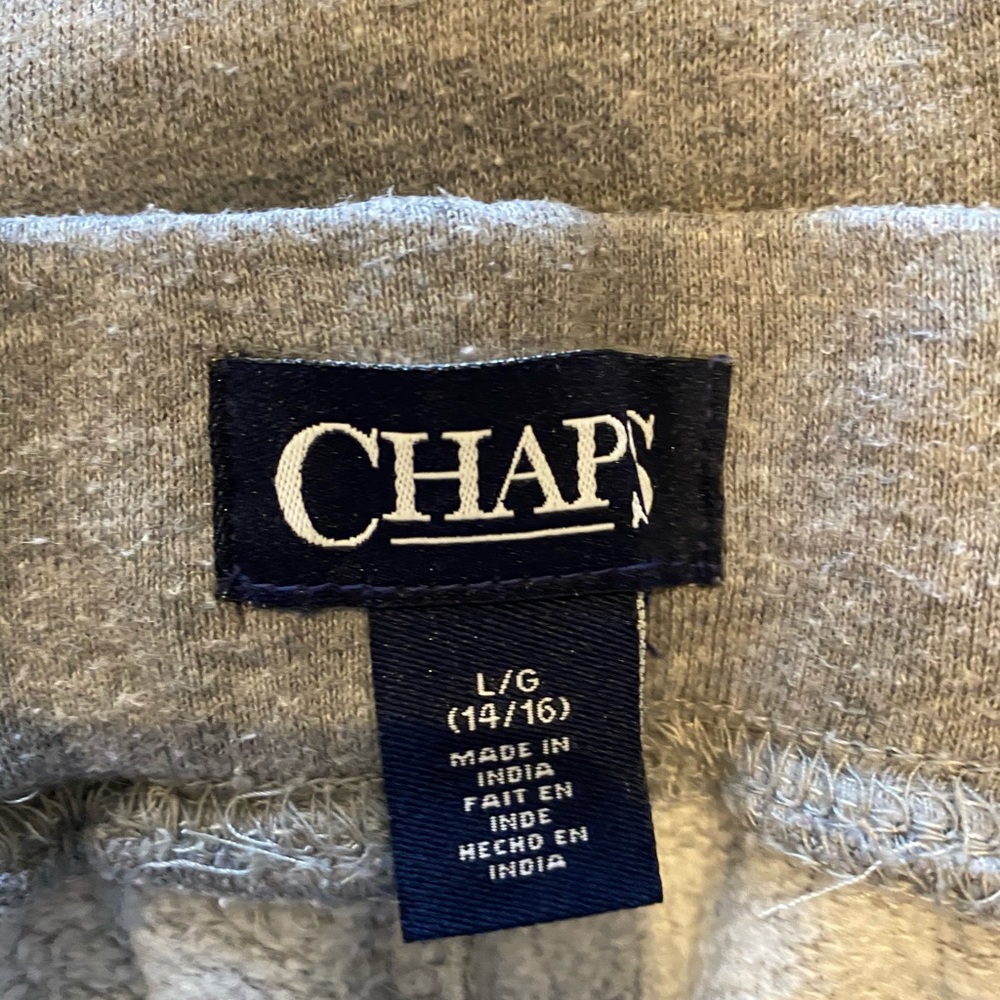 CHAPS
L/G
(14/16)
MADE IN
INDIA
FAIT EN
INDE
HECHO EN
INDIA